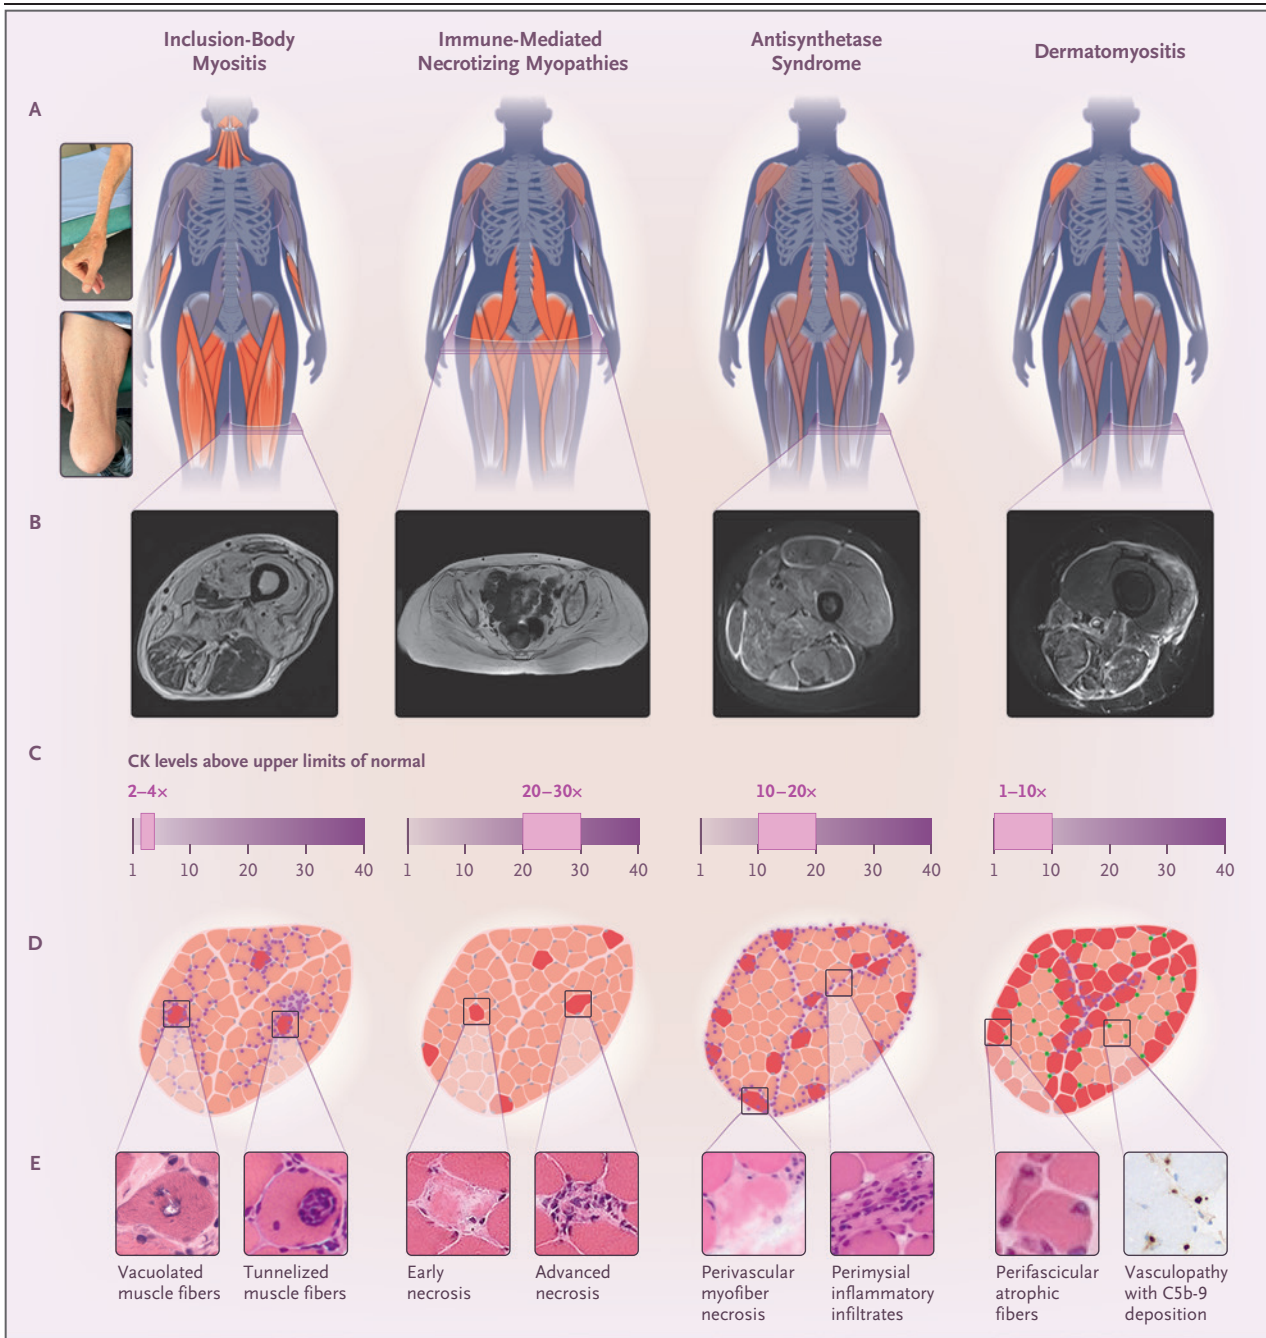 Inclusion-Body
Myositis
Immune-Mediated
Necrotizing Myopathies
Antisynthetase
Syndrome
Dermatomyositis
A
B
C
CK levels above upper limits of normal
2–4×
20–30×
10–20×
1–10×
1 10 20 30 40
1 10 20 30 40
1 10 20 30 40
1 10 20 30 40
D
E
Vacuolated
muscle fibers
Tunnelized
muscle fibers
Early
necrosis
Advanced
necrosis
Perivascular
myofiber
necrosis
Perimysial
inflammatory
infiltrates
Perifascicular
atrophic
fibers
Vasculopathy
with C5b-9
deposition